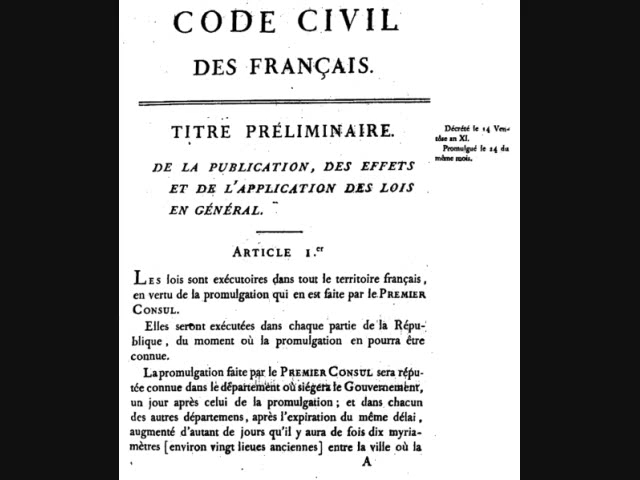 CODE CIVIL
DES FRANÇAIS.
TITRE PRÉLIMINAIRE.
Décrété le 14 Ven-
tôse an XI.
Promulgué le 24 du
même mois.
DE LA PUBLICATION, DES EFFETS
ET DE L'APPLICATION DES LOIS
EN GÉNÉRAL.
ARTICLE 1.er
LES lois sont exécutoires dans tout le territoire français,
en vertu de la promulgation qui en est faite par le PREMIER
CONSUL.
Elles seront exécutées dans chaque partie de la Répu-
blique, du moment où la promulgation en pourra être
connue.
La promulgation faite par le PREMIER CONSUL sera répu-
tée connue dans le département où siégera le Gouvernement,
un jour après celui de la promulgation; et dans chacun
des autres départemens, après l'expiration du même délai,
augmenté d'autant de jours qu'il y aura de fois dix myria-
mètres [environ vingt lieues anciennes] entre la ville où la
A